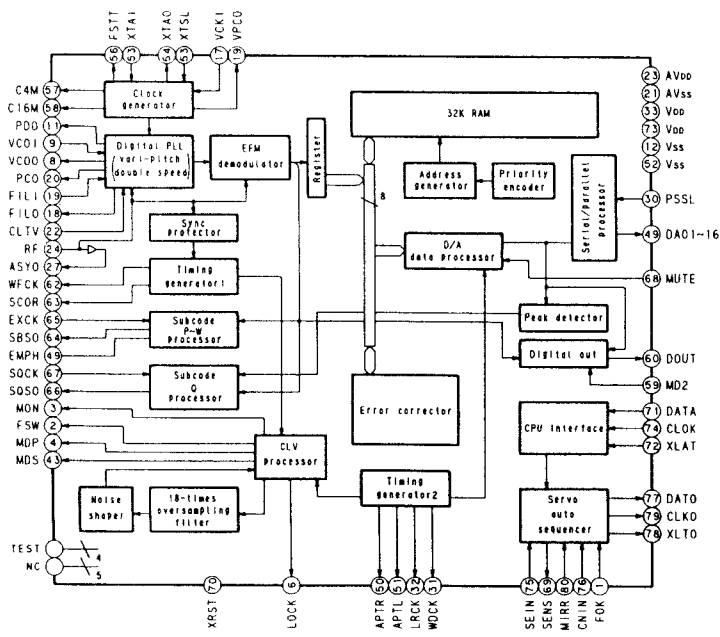 FSTT
XTAI
XTAO
XTSL
VCKI
VPCO
56
53
54
53
17
19
C4M 57
C16M 58
PDO 11
VCOI 9
VCOO 8
PCO 20
FILI 19
FILO 18
CLTV 22
RF 24
ASYO 27
WFCK 62
SCOR 63
EXCK 65
SBSO 64
EMPH 49
SQCK 67
SQSO 66
MON 3
FSW 2
MDP 4
MDS 43
TEST
4
NC
5
Clock
generator
Digital PLL
(vari-pitch
double speed)
EFM
demodulator
Register
Sync
protector
Timing
generator1
Subcode
P-W
processor
Subcode
Q
processor
CLV
processor
Noise
shaper
18-times
oversampling
filter
32K RAM
Address
generator
Priority
encoder
8
D/A
data processor
Serial/parallel
processor
Peak detector
Digital out
Error corrector
Timing
generator2
CPU Interface
Servo
auto
sequencer
23 AVDD
21 AVSS
33 VDD
73 VDD
12 VSS
52 VSS
30 PSSL
49 DA01~16
68 MUTE
60 DOUT
59 MD2
71 DATA
74 CLOK
72 XLAT
77 DATO
79 CLKO
78 XLTO
70
6
50
51
32
31
75
69
80
76
1
XRST
LOCK
APTR
APTL
LRCK
WDCK
SEIN
SENS
MIRR
CNIN
FOK